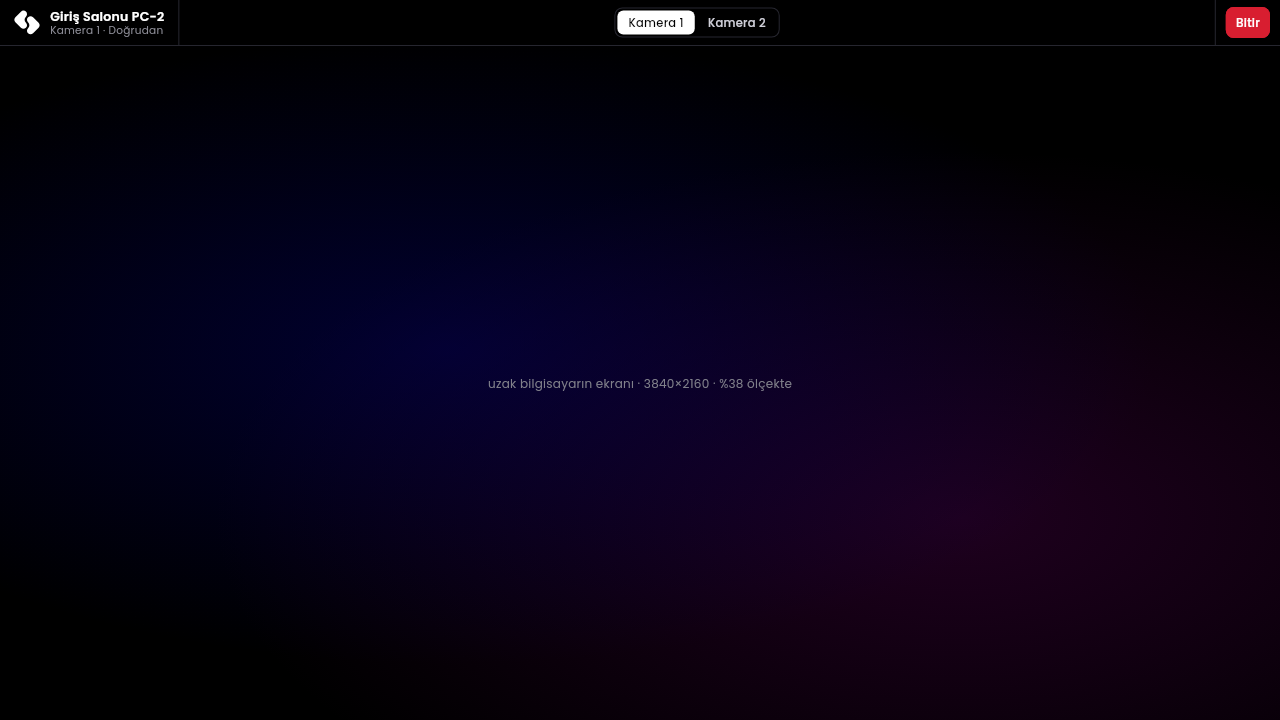 Giriş Salonu PC-2
Kamera 1 · Doğrudan
Kamera 1
Kamera 2
Bitir
uzak bilgisayarın ekranı · 3840×2160 · %38 ölçekte